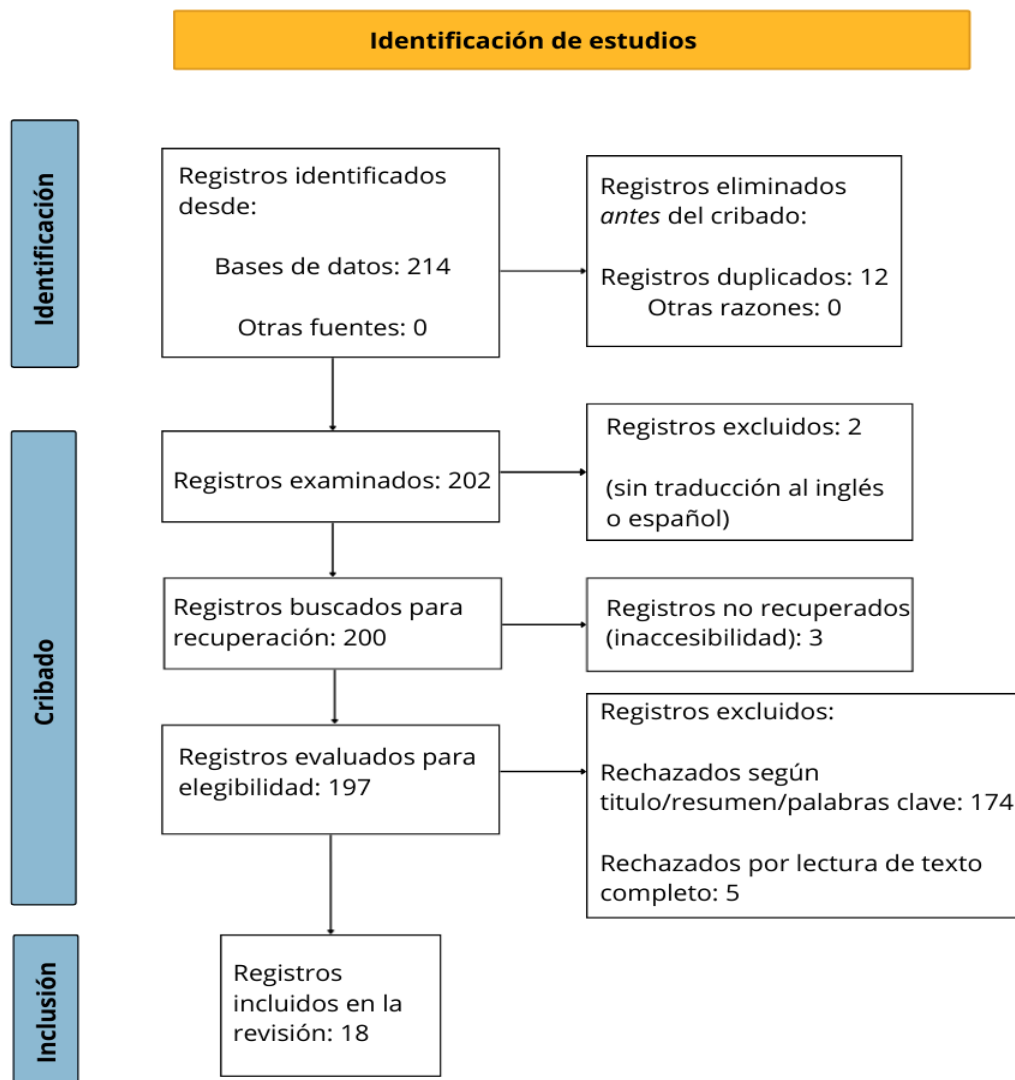 Identificación de estudios
Identificación
Registros identificados
desde:
Bases de datos: 214
Otras fuentes: 0
Registros eliminados
antes del cribado:
Registros duplicados: 12
Otras razones: 0
Cribado
Registros examinados: 202
Registros excluidos: 2
(sin traducción al inglés
o español)
Registros buscados para
recuperación: 200
Registros no recuperados
(inaccesibilidad): 3
Registros evaluados para
elegibilidad: 197
Registros excluidos:
Rechazados según
titulo/resumen/palabras clave: 174
Rechazados por lectura de texto
completo: 5
Inclusión
Registros
incluidos en la
revisión: 18